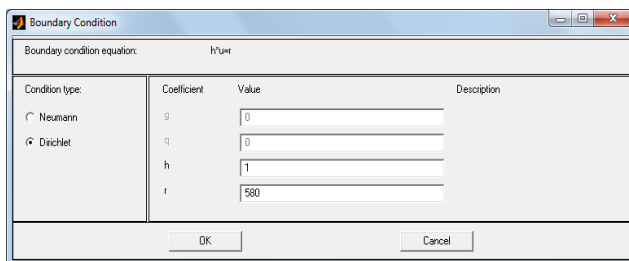 Boundary Condition
Boundary condition equation: h*u=r
Condition type: Coefficient Value Description
Neumann g 0
Dirichlet q 0
h 1
r 580
OK Cancel